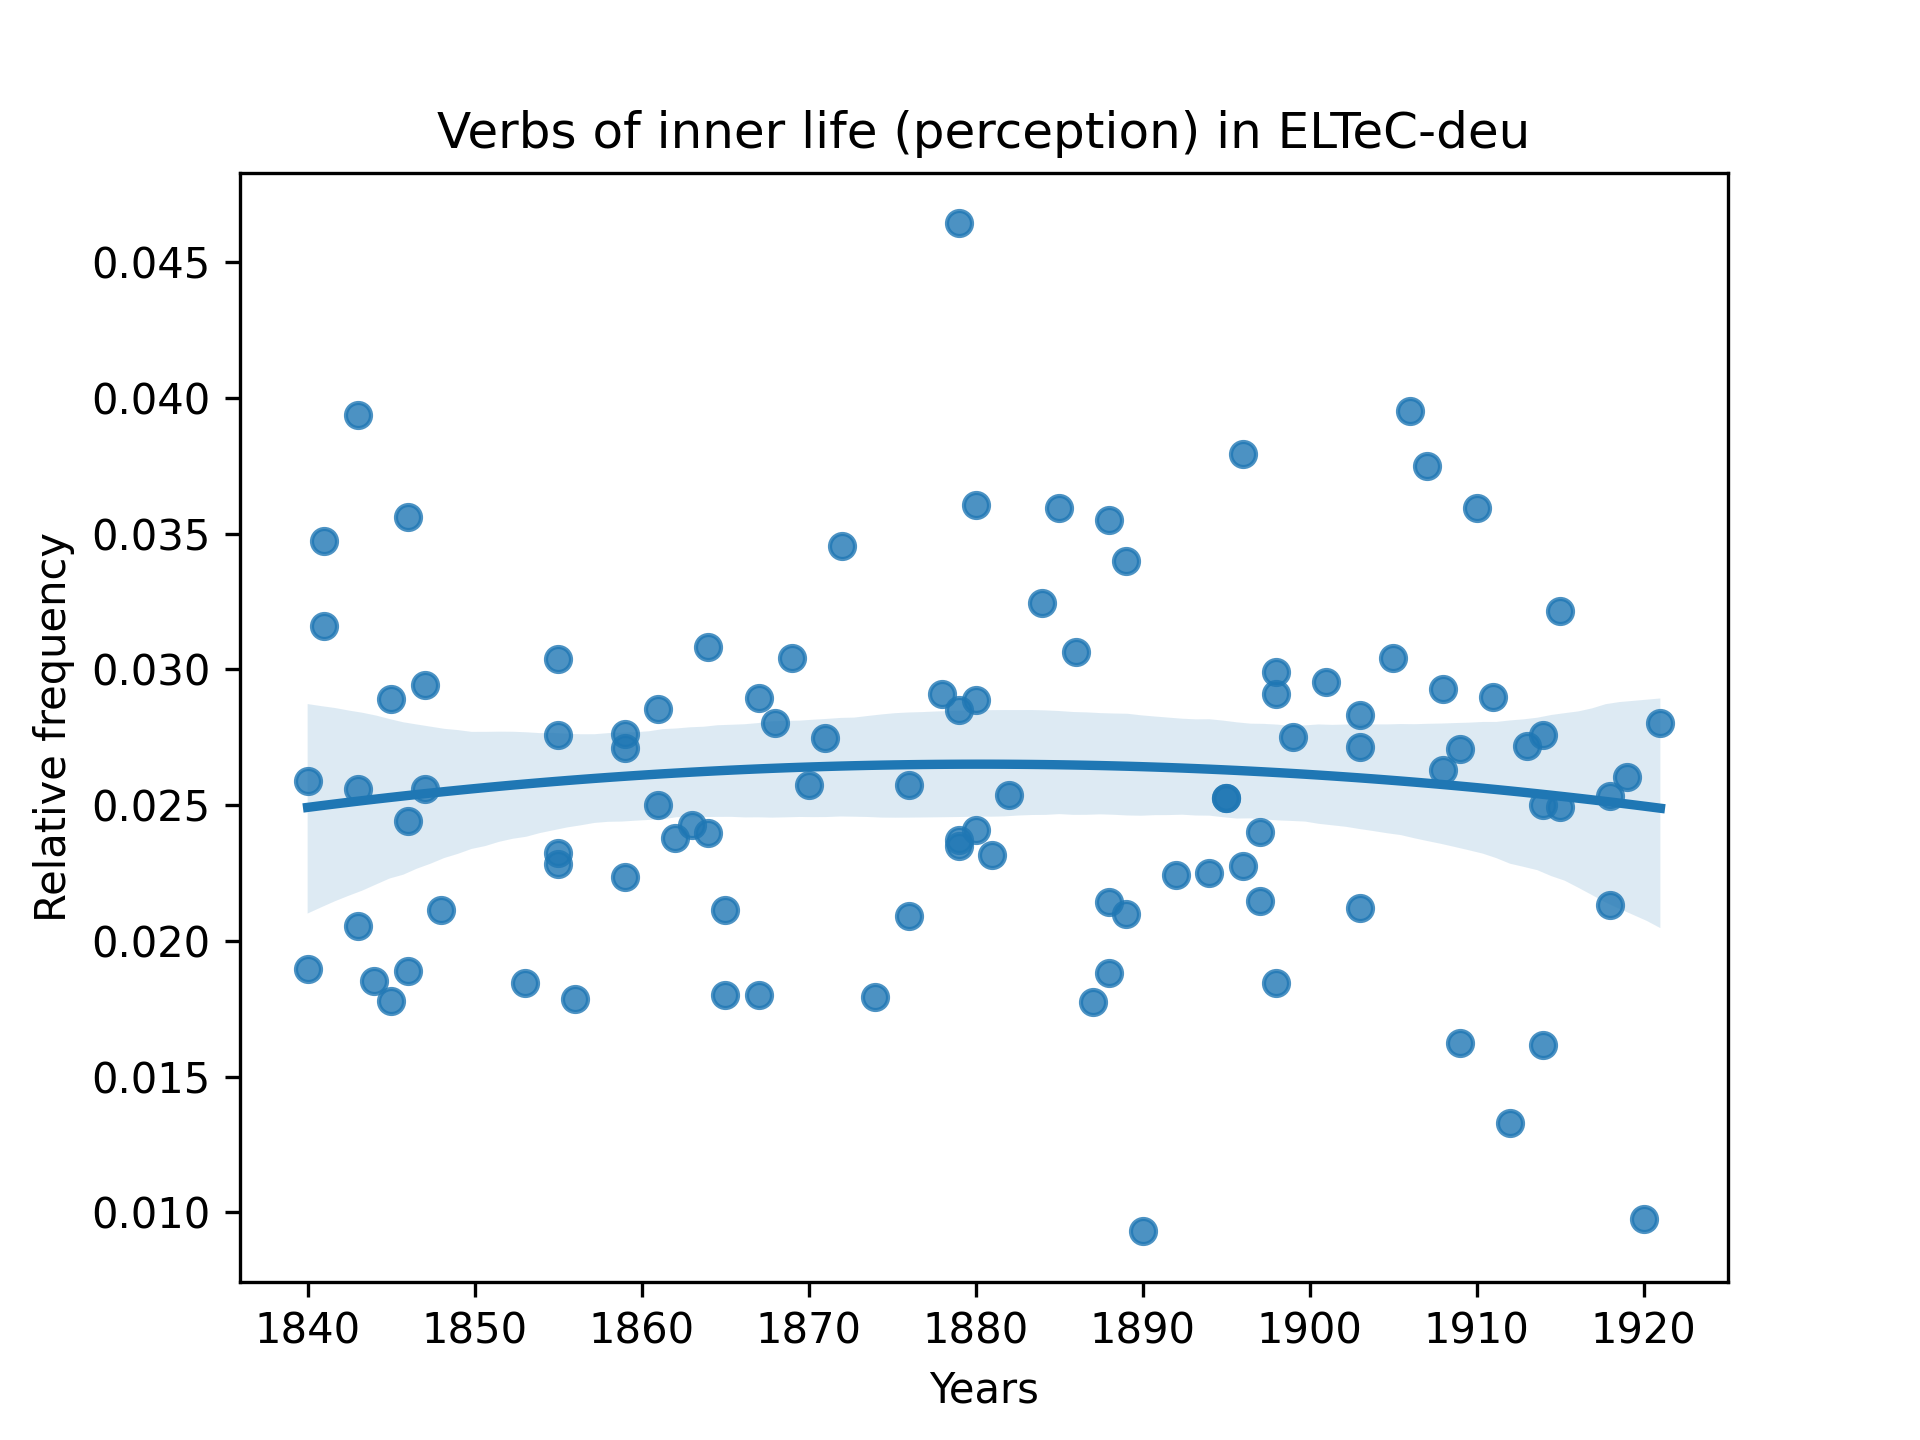 Verbs of inner life (perception) in ELTeC-deu
Relative frequency
0.045
0.040
0.035
0.030
0.025
0.020
0.015
0.010
1840 1850 1860 1870 1880 1890 1900 1910 1920
Years